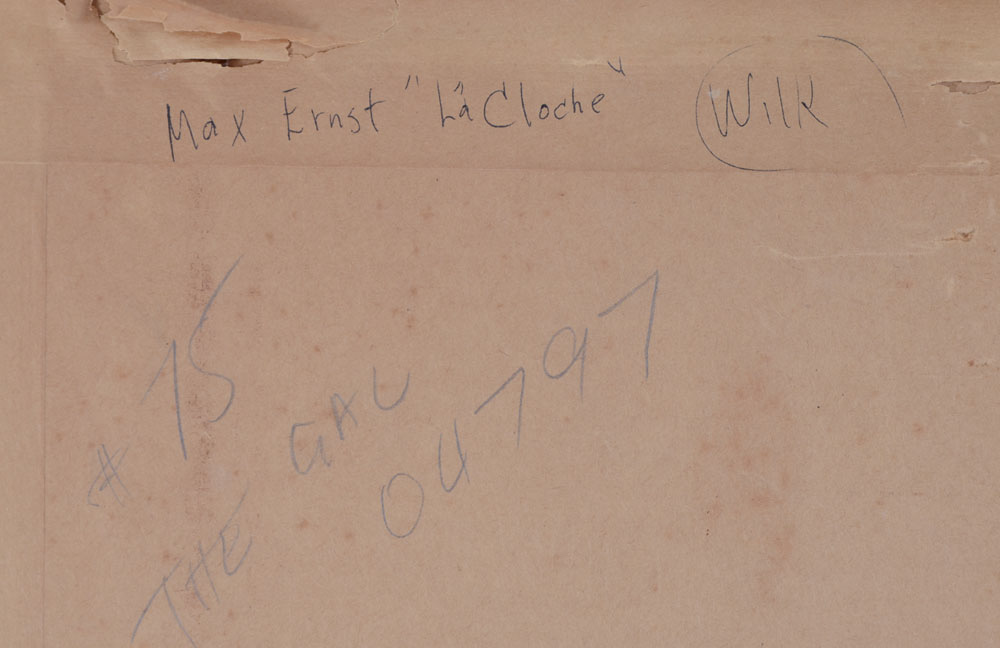 Max Ernst "La Cloche" Wilk
# 15
THE GAL
04797